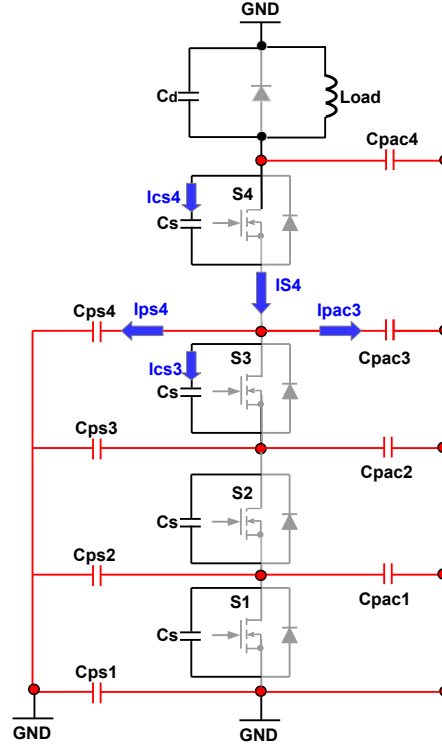 GND
Cd
Load
Cpac4
Ics4
S4
Cs
IS4
Cps4
Ips4
Ipac3
Ics3
S3
Cpac3
Cs
Cps3
Cpac2
S2
Cs
Cps2
Cpac1
S1
Cs
Cps1
GND
GND